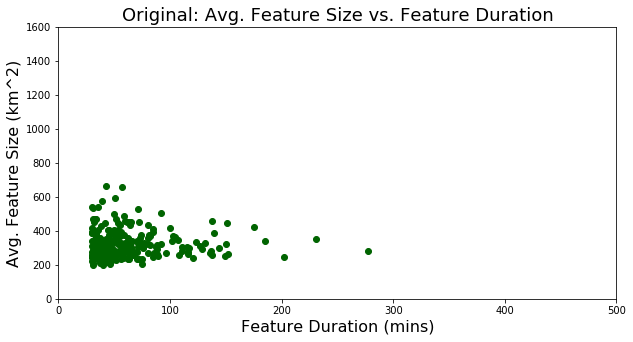 Original: Avg. Feature Size vs. Feature Duration
1600
1400
1200
1000
800
600
400
200
0
Avg. Feature Size (km^2)
0 100 200 300 400 500
Feature Duration (mins)